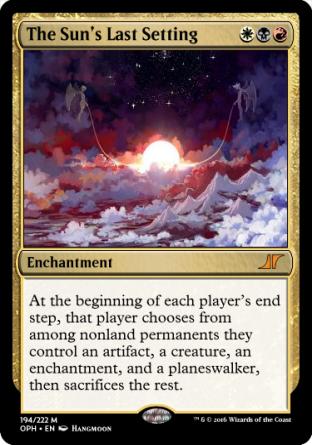 The Sun's Last Setting
Enchantment
At the beginning of each player's end
step, that player chooses from
among nonland permanents they
control an artifact, a creature, an
enchantment, and a planeswalker,
then sacrifices the rest.
194/222 M
OPH • EN HANGMOON
™ & © 2016 Wizards of the Coast